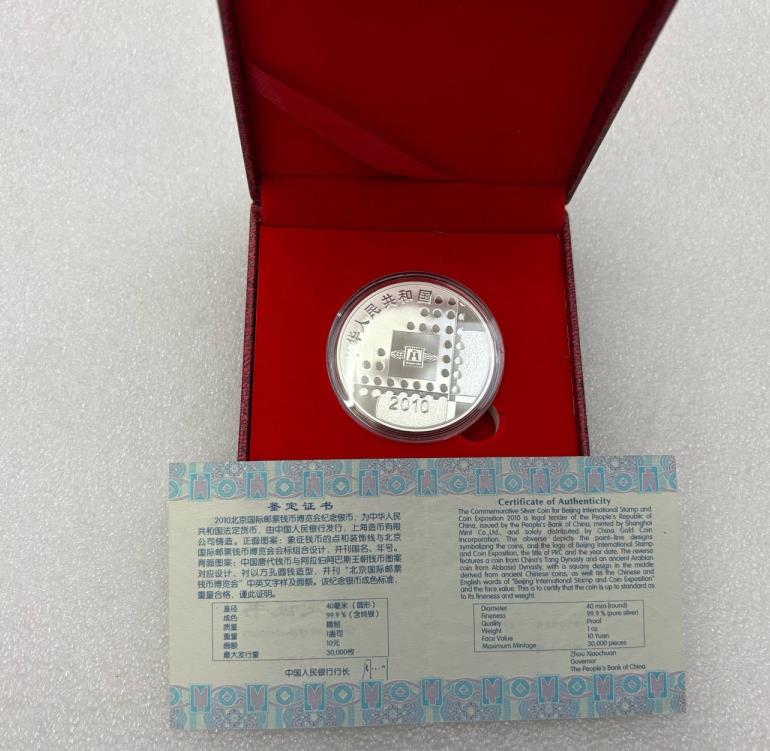 华人民共和国
2010
鉴定证书
2010北京国际邮票钱币博览会纪念银币，为中华人民
共和国法定货币，由中国人民银行发行，上海造币有限
公司铸造。正面图案：象征钱币的点和装饰线与北京
国际邮票钱币博览会会标组合设计，并刊国名、年号。
背面图案：中国唐代钱币与阿拉伯阿巴斯王朝钱币图案
对应设计，衬以方孔圆钱造型，并刊“北京国际邮票
钱币博览会”中英文字样及面额。该纪念银币成色标准，
重量合格，谨此证明。
直径 40毫米（圆形）
成色 99.9％（含纯银）
质量 精制
重量 1盎司
面额 10元
最大发行量 30,000枚
中国人民银行行长
Certificate of Authenticity
The Commemorative Silver Coin for Beijing International Stamp and
Coin Exposition 2010 is legal tender of the People's Republic of
China, issued by the People's Bank of China, minted by Shanghai
Mint Co.,Ltd., and solely distributed by China Gold Coin
Incorporation. The obverse depicts the point-line designs
symbolizing the coins, and the logo of Beijing International Stamp
and Coin Exposition, the title of PRC and the year date. The reverse
features a coin from China's Tang Dynasty and an ancient Arabian
coin from Abbasid Dynasty, with a square design in the middle
derived from ancient Chinese coins, as well as the Chinese and
English words of "Beijing International Stamp and Coin Exposition"
and the face value. This is to certify that the coin is up to standard as
to its fineness and weight.
Diameter 40 mm (round)
Fineness 99.9 % (pure silver)
Quality Proof
Weight 1 oz
Face Value 10 Yuan
Maximum Mintage 30,000 pieces
Zhou Xiaochuan
Governor
The People's Bank of China